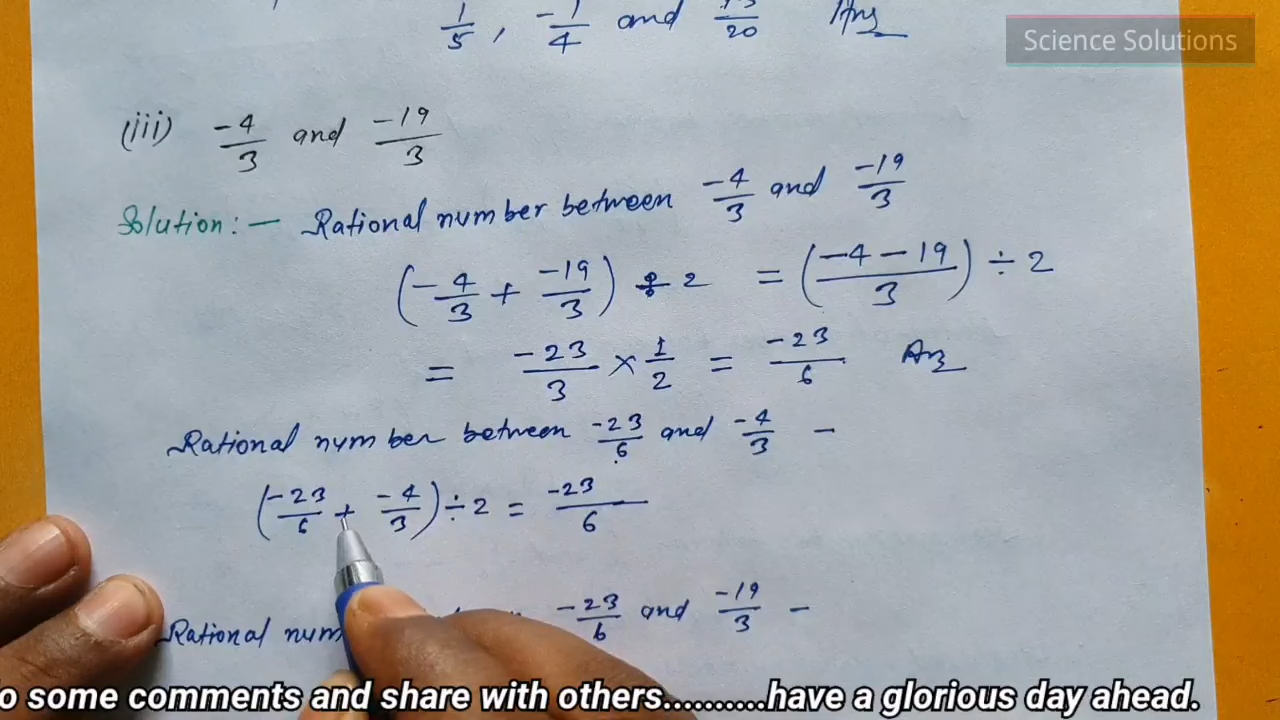 1/5, -1/4 and /20 Ans
Science Solutions
(iii) -4/3 and -19/3
Solution:- Rational number between -4/3 and -19/3
(-4/3 + -19/3) ÷ 2 = (-4-19/3) ÷ 2
= -23/3 × 1/2 = -23/6 Ans
Rational number between -23/6 and -4/3 -
(-23/6 + -4/3) ÷ 2 = -23/6
Rational num -23/6 and -19/3 -
o some comments and share with others..........have a glorious day ahead.